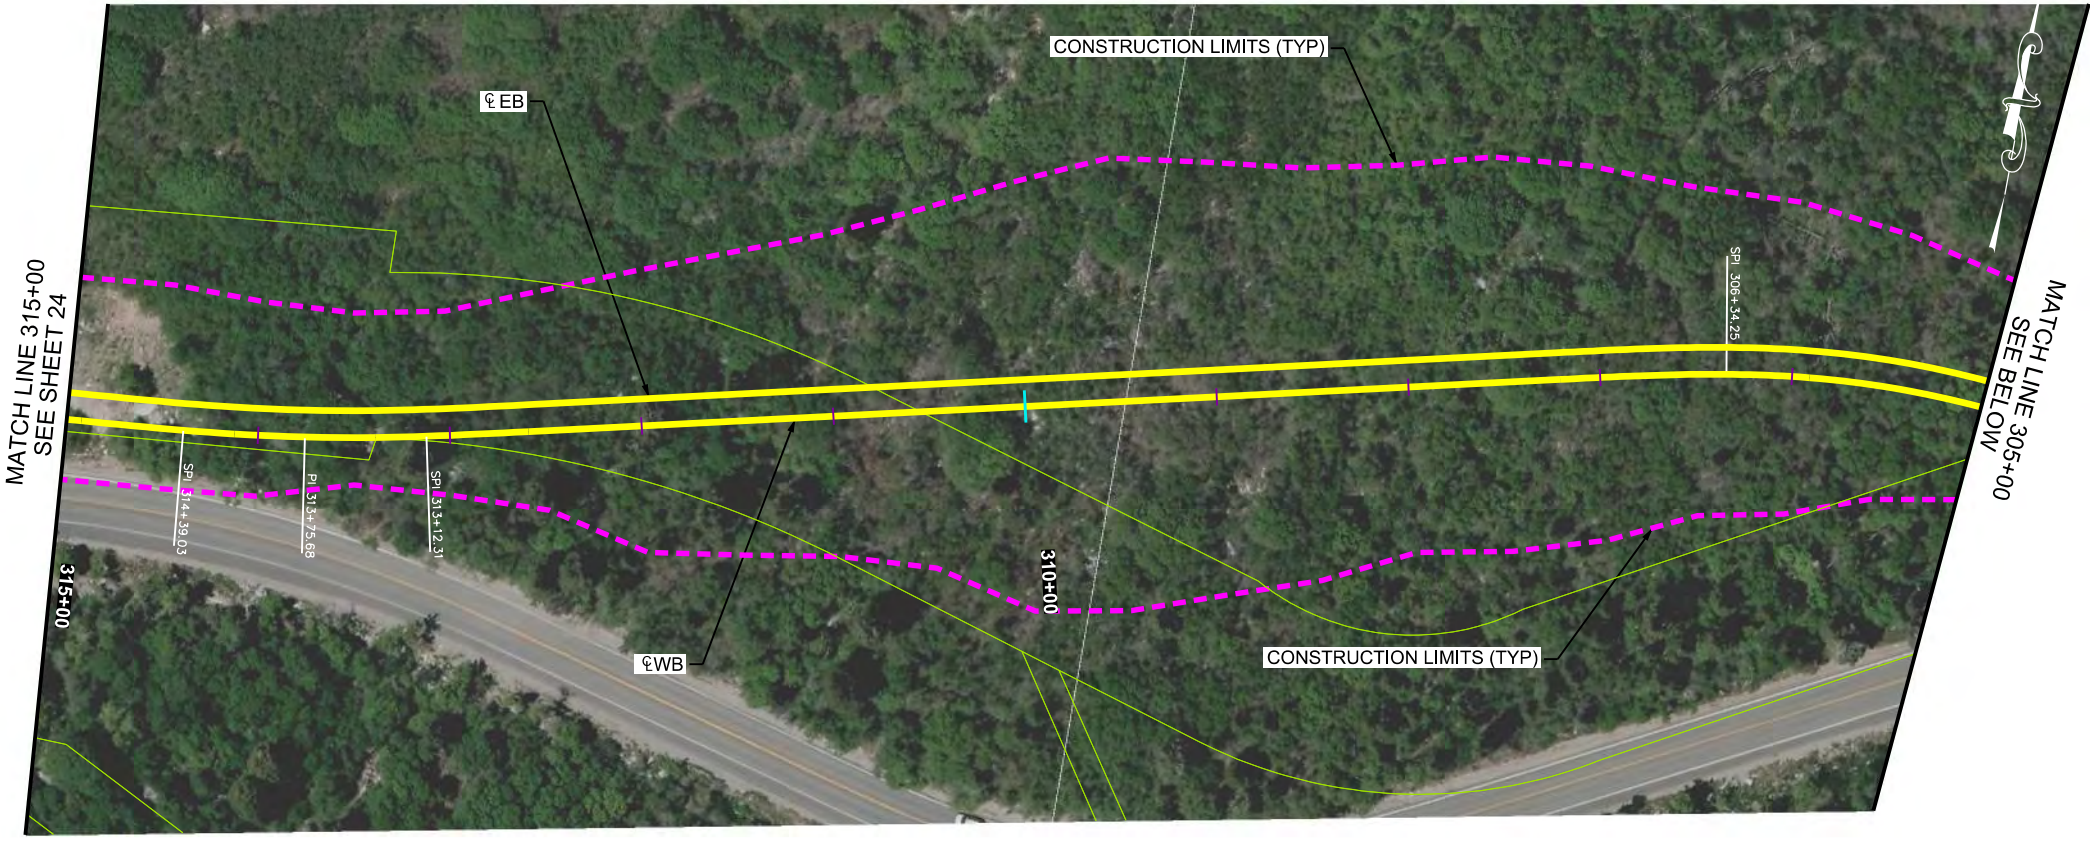 CONSTRUCTION LIMITS (TYP)
℄ EB
SPI 306+34.25
MATCH LINE 305+00
SEE BELOW
MATCH LINE 315+00
SEE SHEET 24
SPI 314+39.03
PI 313+75.68
SPI 313+12.31
310+00
315+00
℄ WB
CONSTRUCTION LIMITS (TYP)